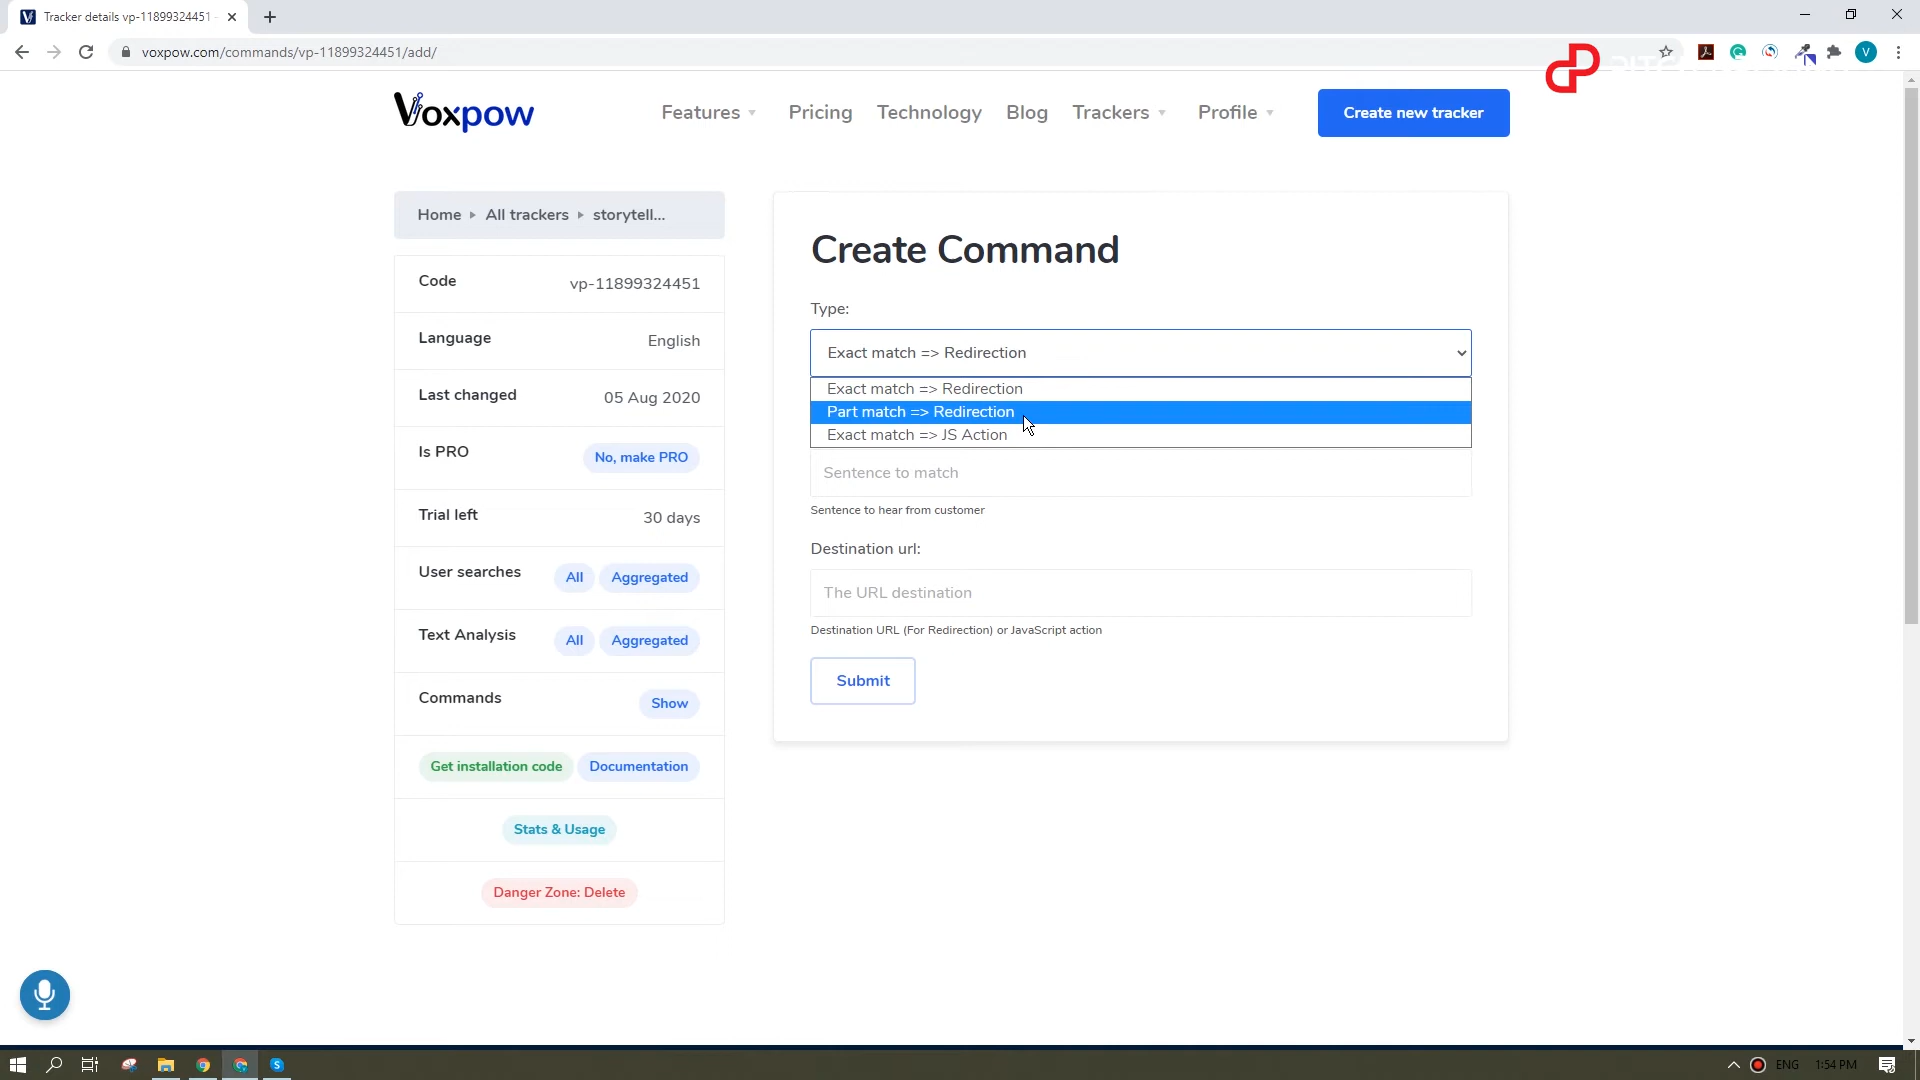 Tracker details vp-11899324451 -
voxpow.com/commands/vp-11899324451/add/
V
Voxpow
Features
Pricing
Technology
Blog
Trackers
Profile
Create new tracker
Home
All trackers
storytell...
Code
vp-11899324451
Language
English
Last changed
05 Aug 2020
Is PRO
No, make PRO
Trial left
30 days
User searches
All
Aggregated
Text Analysis
All
Aggregated
Commands
Show
Get installation code
Documentation
Stats & Usage
Danger Zone: Delete
Create Command
Type:
Exact match => Redirection
Exact match => Redirection
Part match => Redirection
Exact match => JS Action
Sentence to match
Sentence to hear from customer
Destination url:
The URL destination
Destination URL (For Redirection) or JavaScript action
Submit
ENG
1:54 PM